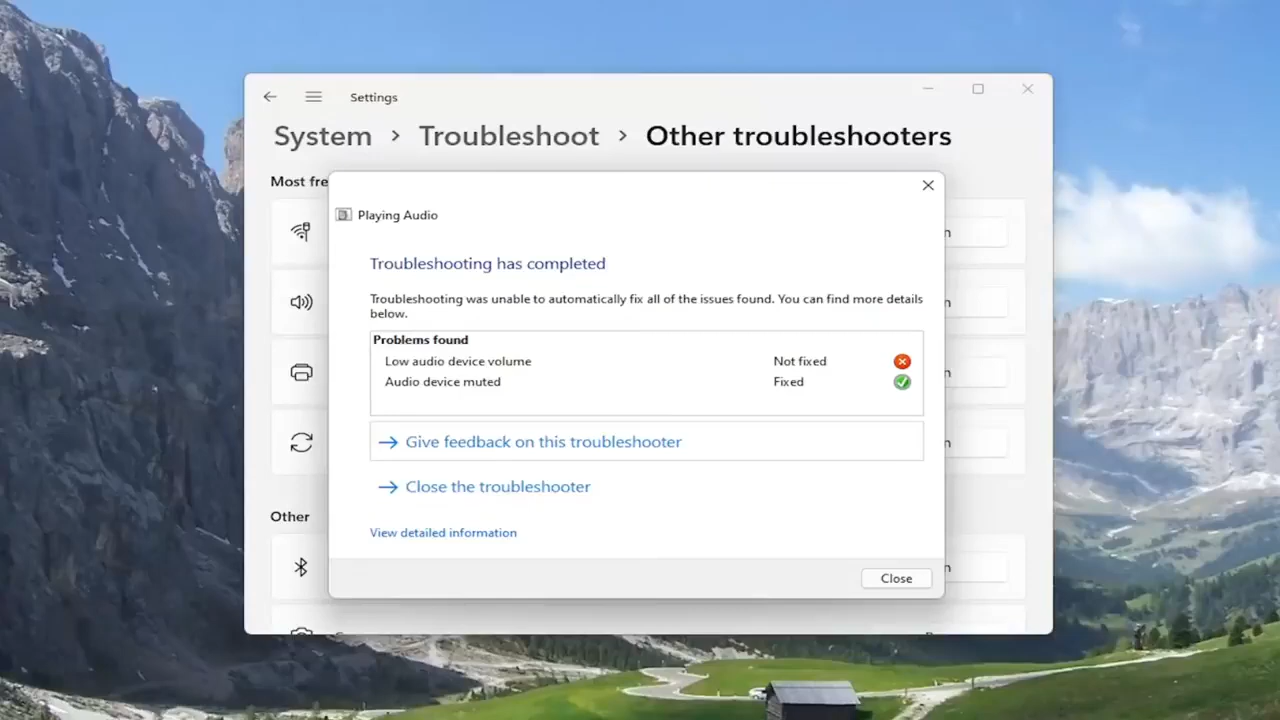 Settings
System > Troubleshoot > Other troubleshooters
Most fre
Playing Audio
Troubleshooting has completed
Troubleshooting was unable to automatically fix all of the issues found. You can find more details
below.
Problems found
Low audio device volume Not fixed
Audio device muted Fixed
Give feedback on this troubleshooter
Close the troubleshooter
View detailed information
Other
Close